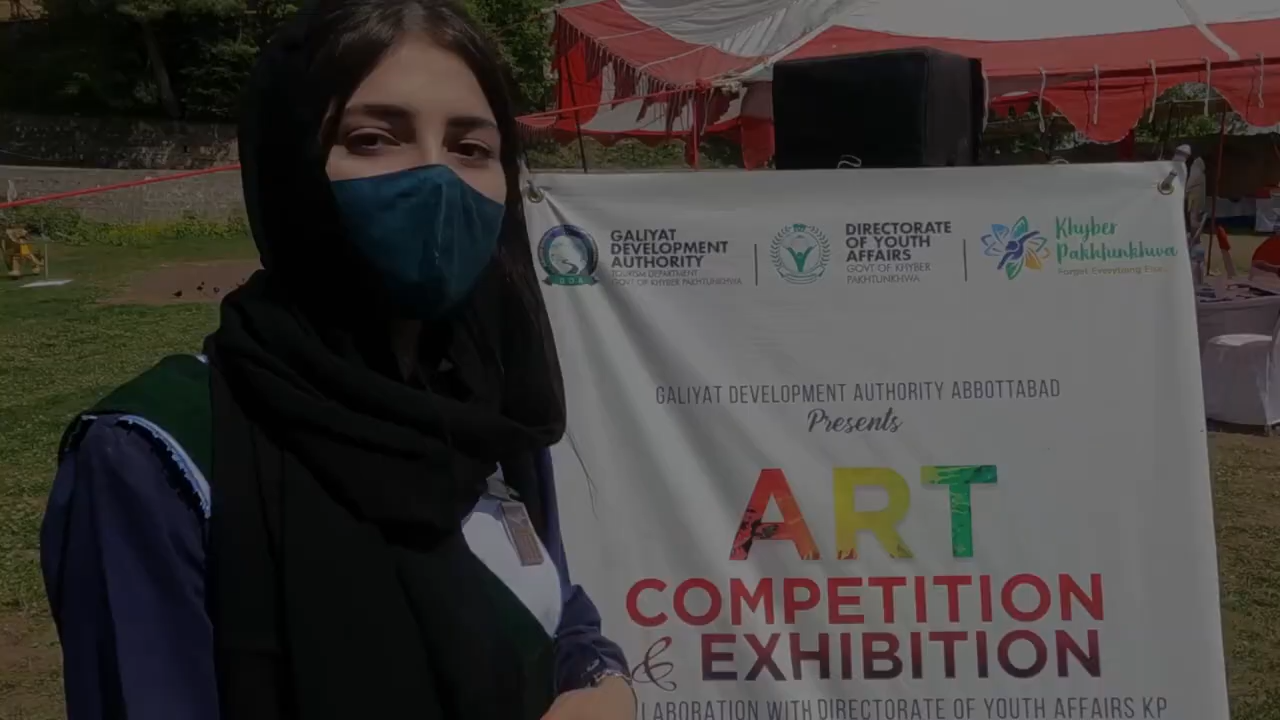 GALIYAT
DEVELOPMENT
AUTHORITY
TOURISM DEPARTMENT
GOVT OF KHYBER PAKHTUNKHWA
DIRECTORATE
OF YOUTH
AFFAIRS
GOVT OF KHYBER
PAKHTUNKHWA
Khyber
Pakhtunkhwa
Forget Everything Else
GALIYAT DEVELOPMENT AUTHORITY ABBOTTABAD
Presents
ART
COMPETITION
& EXHIBITION
LABORATION WITH DIRECTORATE OF YOUTH AFFAIRS KP